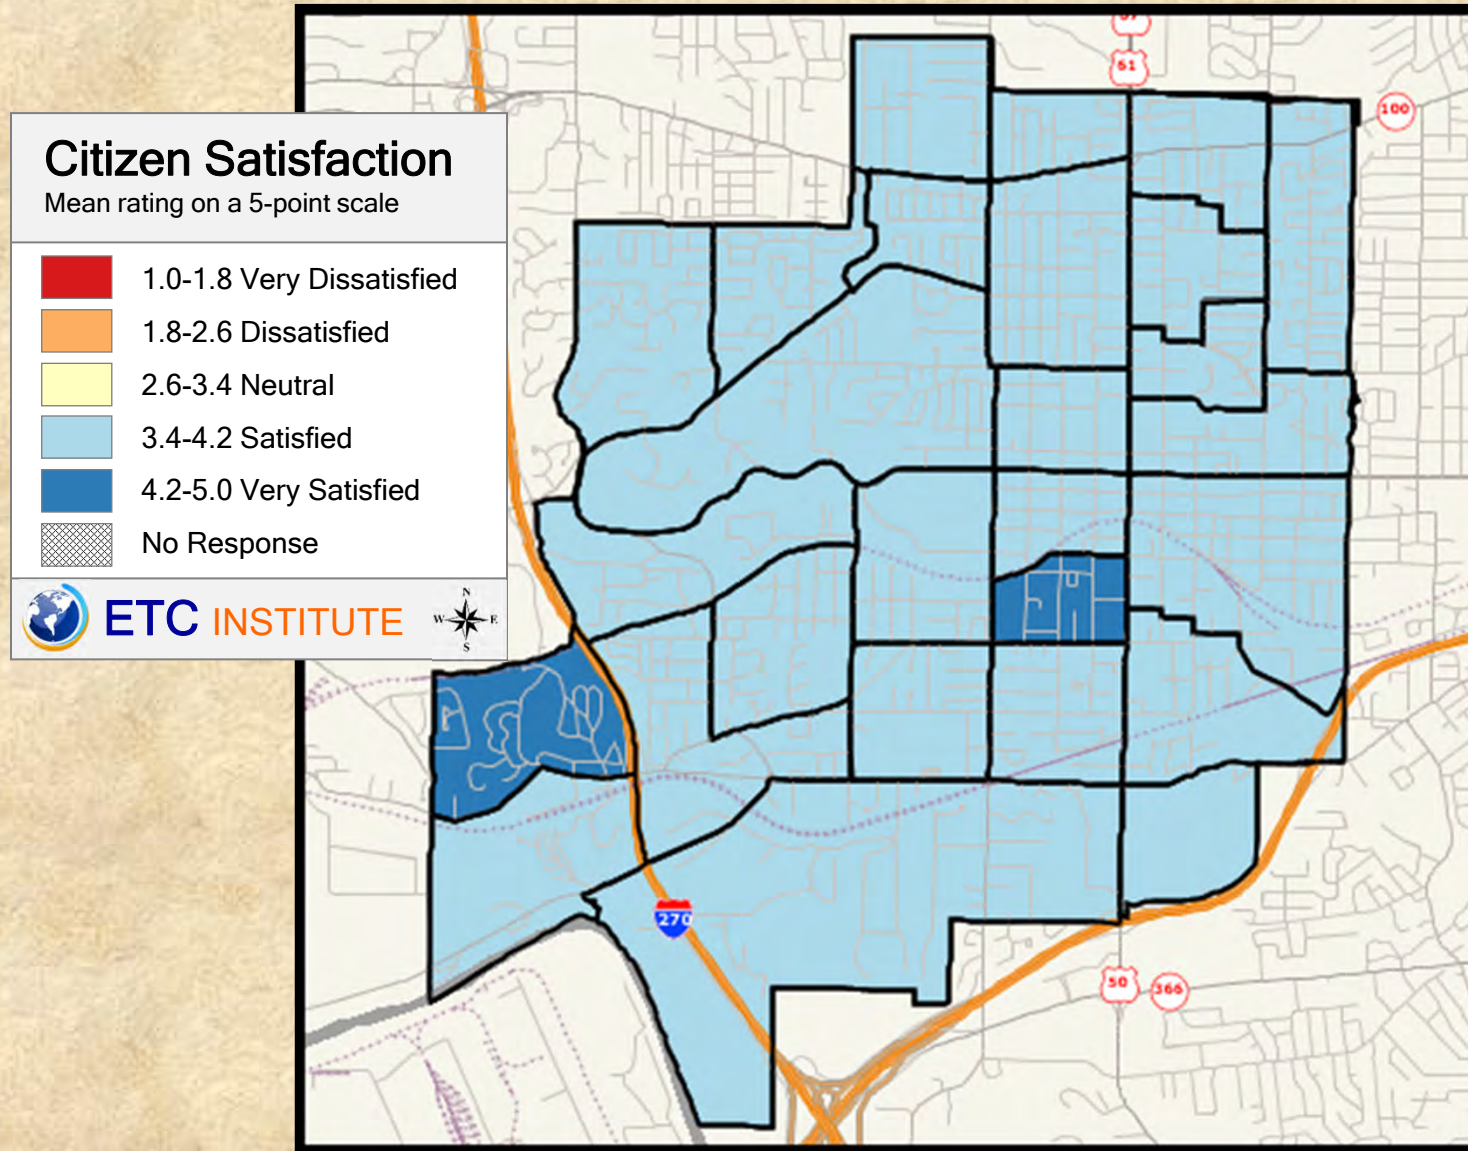 Citizen Satisfaction
Mean rating on a 5-point scale
1.0-1.8 Very Dissatisfied
1.8-2.6 Dissatisfied
2.6-3.4 Neutral
3.4-4.2 Satisfied
4.2-5.0 Very Satisfied
No Response
ETC INSTITUTE
N
W E
S
61
100
270
50
366